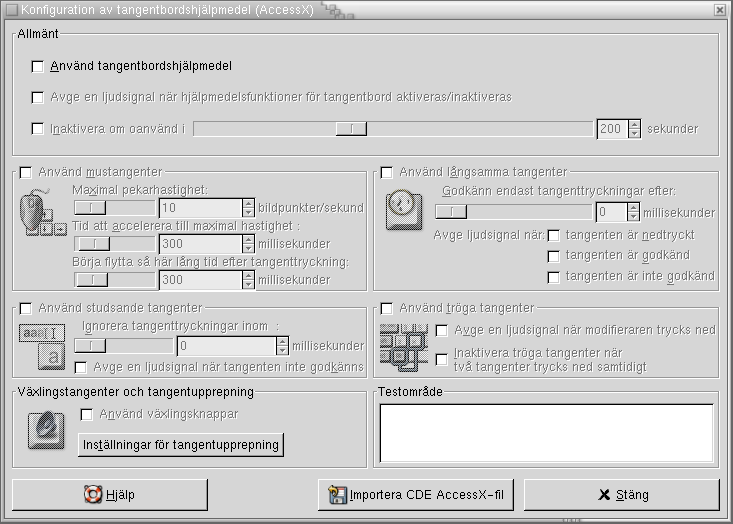 Konfiguration av tangentbordshjälpmedel (AccessX)
Allmänt
Använd tangentbordshjälpmedel
Avge en ljudsignal när hjälpmedelsfunktioner för tangentbord aktiveras/inaktiveras
Inaktivera om oanvänd i 200 sekunder
Använd mustangenter
Maximal pekarhastighet:
10 bildpunkter/sekund
Tid att accelerera till maximal hastighet :
300 millisekunder
Börja flytta så här lång tid efter tangenttryckning:
300 millisekunder
Använd långsamma tangenter
Godkänn endast tangenttryckningar efter:
0 millisekunder
Avge ljudsignal när: tangenten är nedtryckt
tangenten är godkänd
tangenten är inte godkänd
Använd studsande tangenter
Ignorera tangenttryckningar inom :
aaa a
0 millisekunder
Avge en ljudsignal när tangenten inte godkänns
Använd tröga tangenter
Avge en ljudsignal när modifieraren trycks ned
Inaktivera tröga tangenter när
två tangenter trycks ned samtidigt
Växlingstangenter och tangentupprepning
Använd växlingsknappar
Inställningar för tangentupprepning
Testområde
Hjälp
Importera CDE AccessX-fil
Stäng